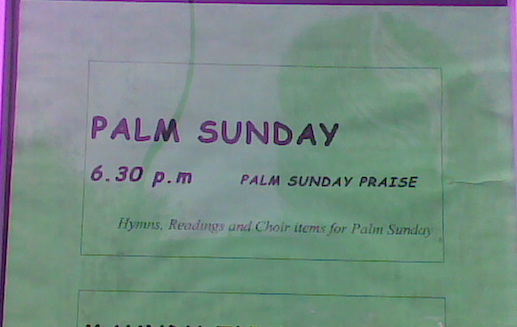 PALM SUNDAY
6.30 p.m PALM SUNDAY PRAISE
Hymns, Readings and Choir items for Palm Sunday